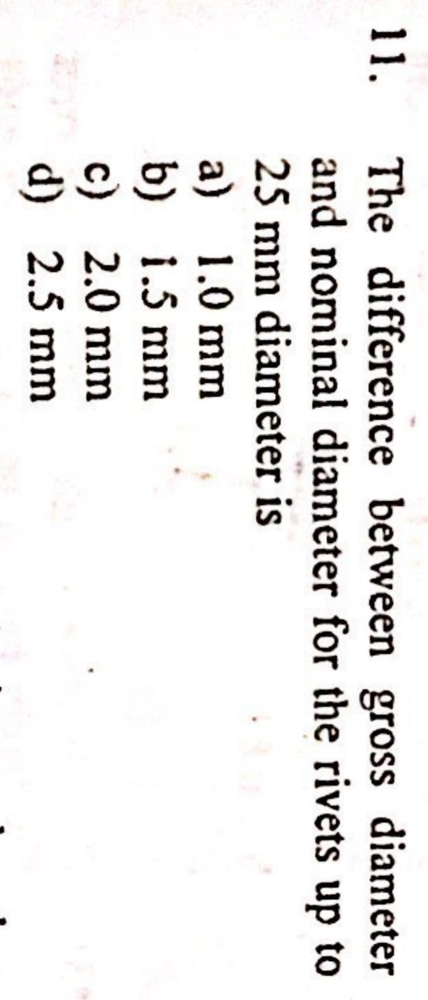 11. The difference between gross diameter
and nominal diameter for the rivets up to
25 mm diameter is
a) 1.0 mm
b) 1.5 mm
c) 2.0 mm
d) 2.5 mm